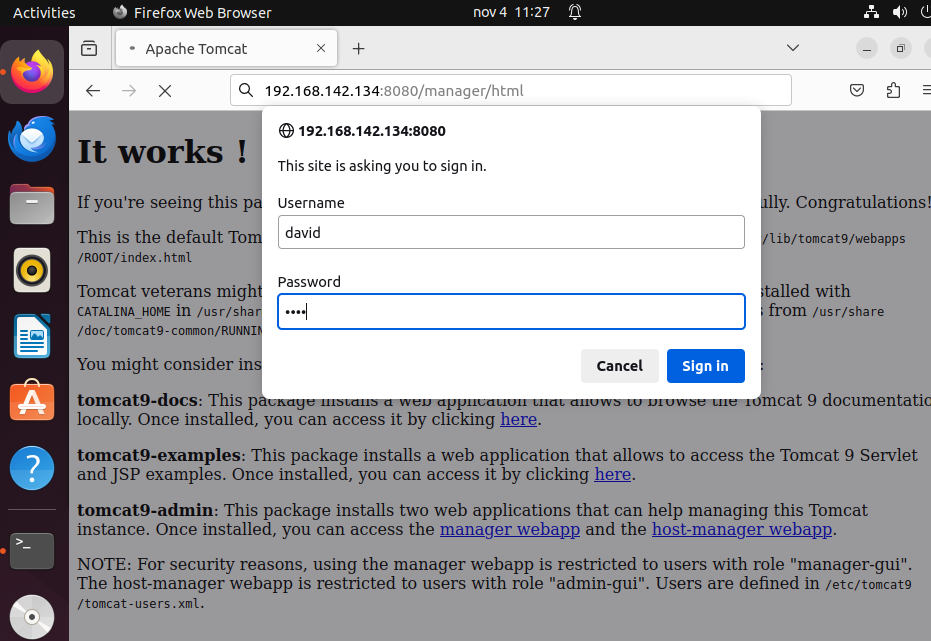 Activities Firefox Web Browser nov 4 11:27
Apache Tomcat
192.168.142.134:8080/manager/html
192.168.142.134:8080
This site is asking you to sign in.
Username
david
Password
••••
Cancel Sign in
It works !
If you're seeing this pa ully. Congratulations!
This is the default Tom /lib/tomcat9/webapps
/ROOT/index.html
Tomcat veterans might stalled with
CATALINA_HOME in /usr/share s from /usr/share
/doc/tomcat9-common/RUNNIN
You might consider ins :
tomcat9-docs: This package installs a web application that allows to browse the Tomcat 9 documentatio
locally. Once installed, you can access it by clicking here.
tomcat9-examples: This package installs a web application that allows to access the Tomcat 9 Servlet
and JSP examples. Once installed, you can access it by clicking here.
tomcat9-admin: This package installs two web applications that can help managing this Tomcat
instance. Once installed, you can access the manager webapp and the host-manager webapp.
NOTE: For security reasons, using the manager webapp is restricted to users with role "manager-gui".
The host-manager webapp is restricted to users with role "admin-gui". Users are defined in /etc/tomcat9
/tomcat-users.xml.